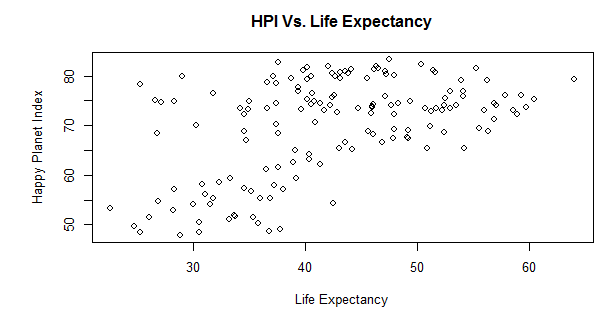 HPI Vs. Life Expectancy
Happy Planet Index
80
70
60
50
30 40 50 60
Life Expectancy